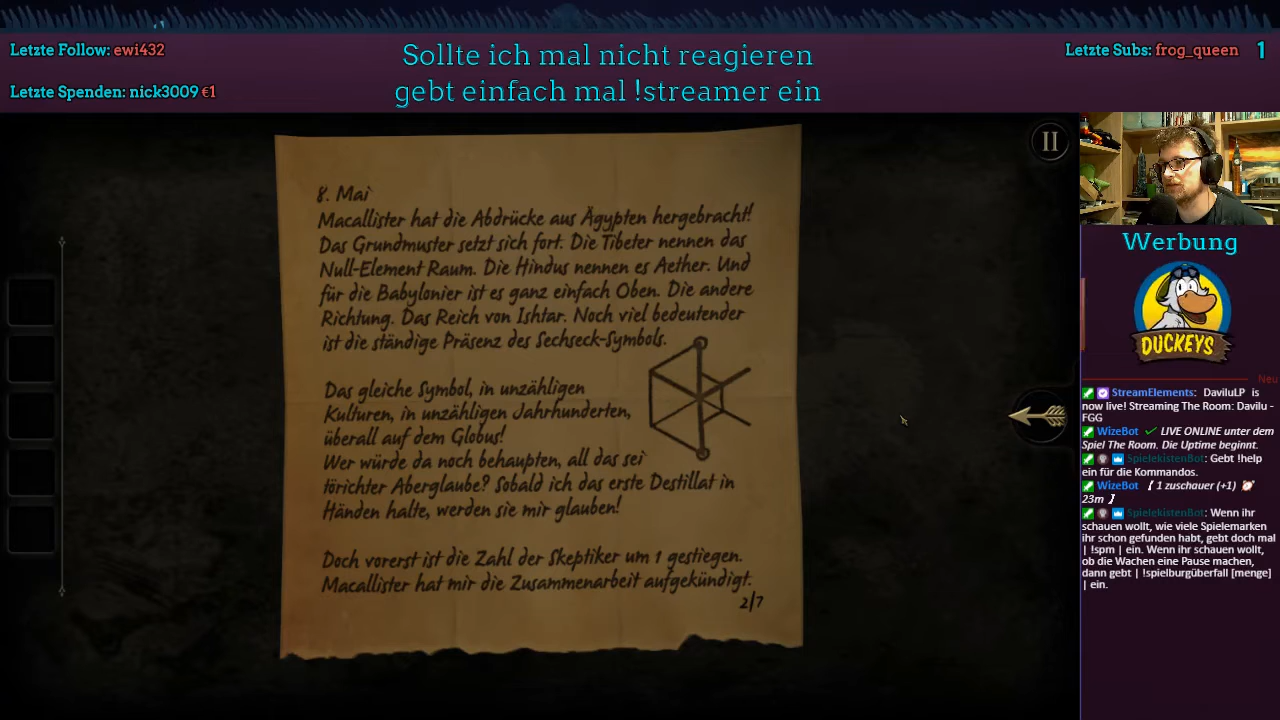 Letzte Follow: ewi432
Letzte Spenden: nick3009 €1
Sollte ich mal nicht reagieren
gebt einfach mal !streamer ein
Letzte Subs: frog_queen 1
8. Mai
Macallister hat die Abdrücke aus Ägypten hergebracht!
Das Grundmuster setzt sich fort. Die Tibeter nennen das
Null-Element Raum. Die Hindus nennen es Aether. Und
für die Babylonier ist es ganz einfach Oben. Die andere
Richtung. Das Reich von Ishtar. Noch viel bedeutender
ist die ständige Präsenz des Sechseck-Symbols.
Das gleiche Symbol, in unzähligen
Kulturen, in unzähligen Jahrhunderten,
überall auf dem Globus!
Wer würde da noch behaupten, all das sei
törichter Aberglaube? Sobald ich das erste Destillat in
Händen halte, werden sie mir glauben!
Doch vorerst ist die Zahl der Skeptiker um 1 gestiegen.
Macallister hat mir die Zusammenarbeit aufgekündigt.
2/7
Werbung
DUCKEYS
Neu
StreamElements: DaviluLP is
now live! Streaming The Room: Davilu -
FGG
WizeBot LIVE ONLINE unter dem
Spiel The Room. Die Uptime beginnt.
SpielekistenBot: Gebt !help
ein für die Kommandos.
WizeBot 1 zuschauer (+1)
23m
SpielekistenBot: Wenn ihr
schauen wollt, wie viele Spielemarken
ihr schon gefunden habt, gebt doch mal
| !spm | ein. Wenn ihr schauen wollt,
ob die Wachen eine Pause machen,
dann gebt | !spielburgüberfall [menge]
| ein.